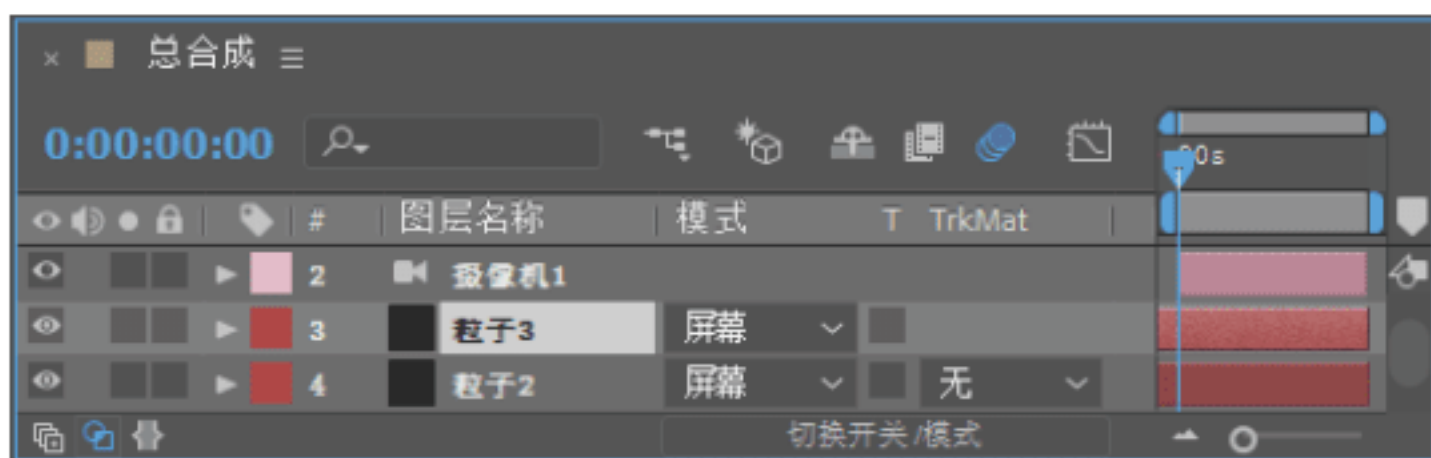 总合成
0:00:00:00
00s
# 图层名称 模式 T TrkMat
2 摄像机1
3 粒子3 屏幕
4 粒子2 屏幕 无
切换开关/模式